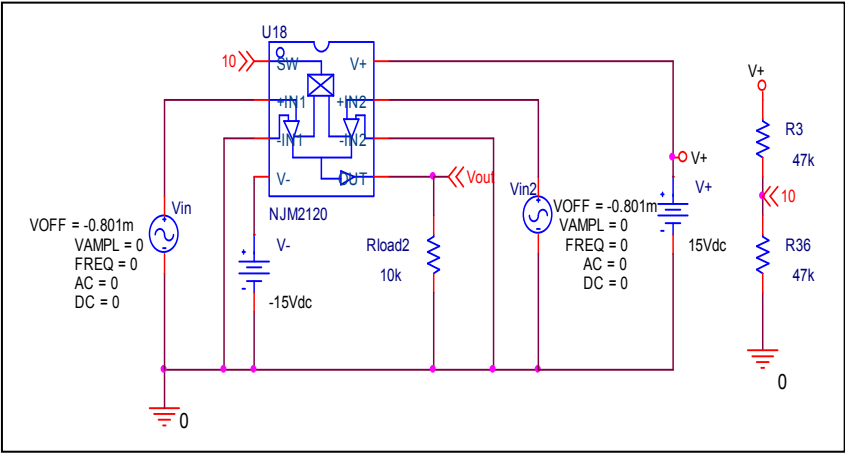 U18
10
SW
V+
+IN1
+IN2
-IN1
-IN2
V-
OUT
NJM2120
Vout
Vin
VOFF = -0.801m
VAMPL = 0
FREQ = 0
AC = 0
DC = 0
V-
-15Vdc
Rload2
10k
Vin2
VOFF = -0.801m
VAMPL = 0
FREQ = 0
AC = 0
DC = 0
V+
V+
15Vdc
V+
R3
47k
10
R36
47k
0
0